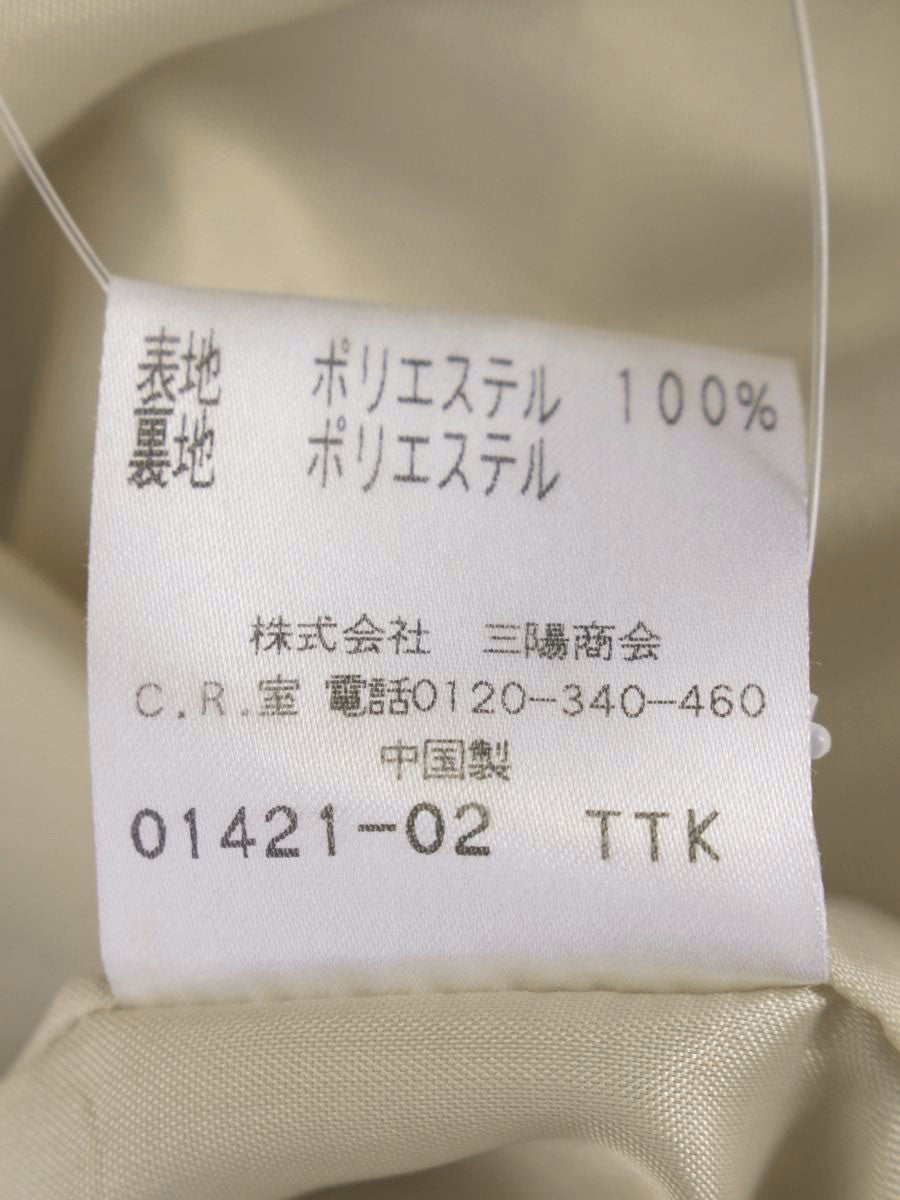 表地 ポリエステル 100%
裏地 ポリエステル
株式会社 三陽商会
C.R.室 電話0120-340-460
中国製
01421-02 TTK